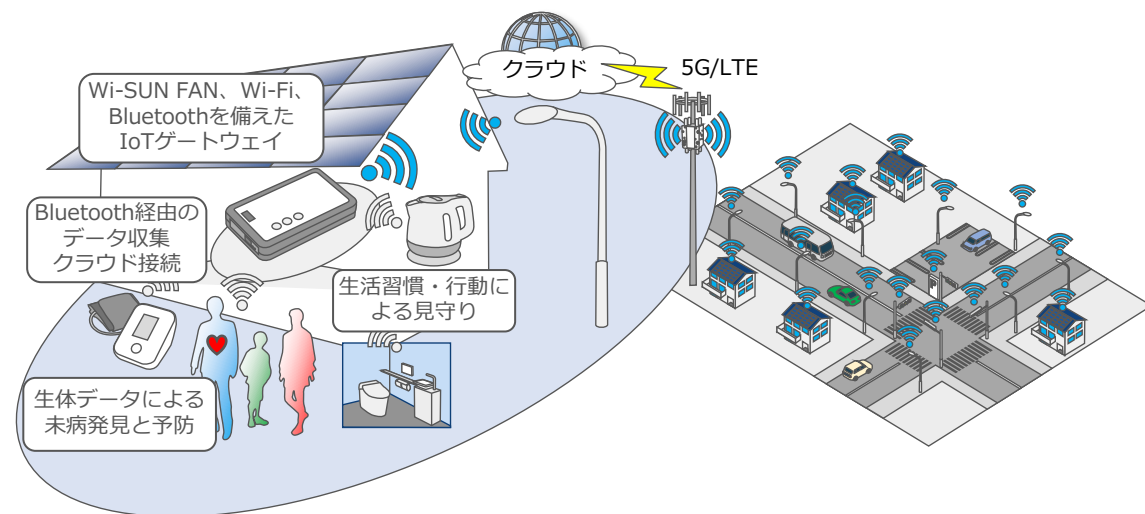 クラウド
5G/LTE
Wi-SUN FAN、Wi-Fi、
Bluetoothを備えた
IoTゲートウェイ
Bluetooth経由の
データ収集
クラウド接続
生活習慣・行動に
よる見守り
生体データによる
未病発見と予防
P